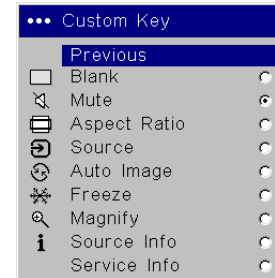 Custom Key
Previous
Blank
Mute
Aspect Ratio
Source
Auto Image
Freeze
Magnify
Source Info
Service Info